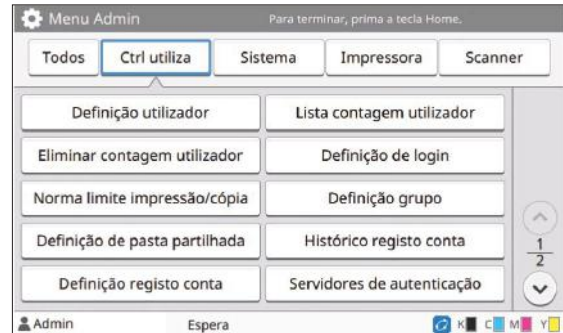 Menu Admin Para terminar, prima a tecla Home.
Todos Ctrl utiliza Sistema Impressora Scanner
Definição utilizador Lista contagem utilizador
Eliminar contagem utilizador Definição de login
Norma limite impressão/cópia Definição grupo
Definição de pasta partilhada Histórico registo conta
Definição registo conta Servidores de autenticação
1
2
Admin Espera K C M Y